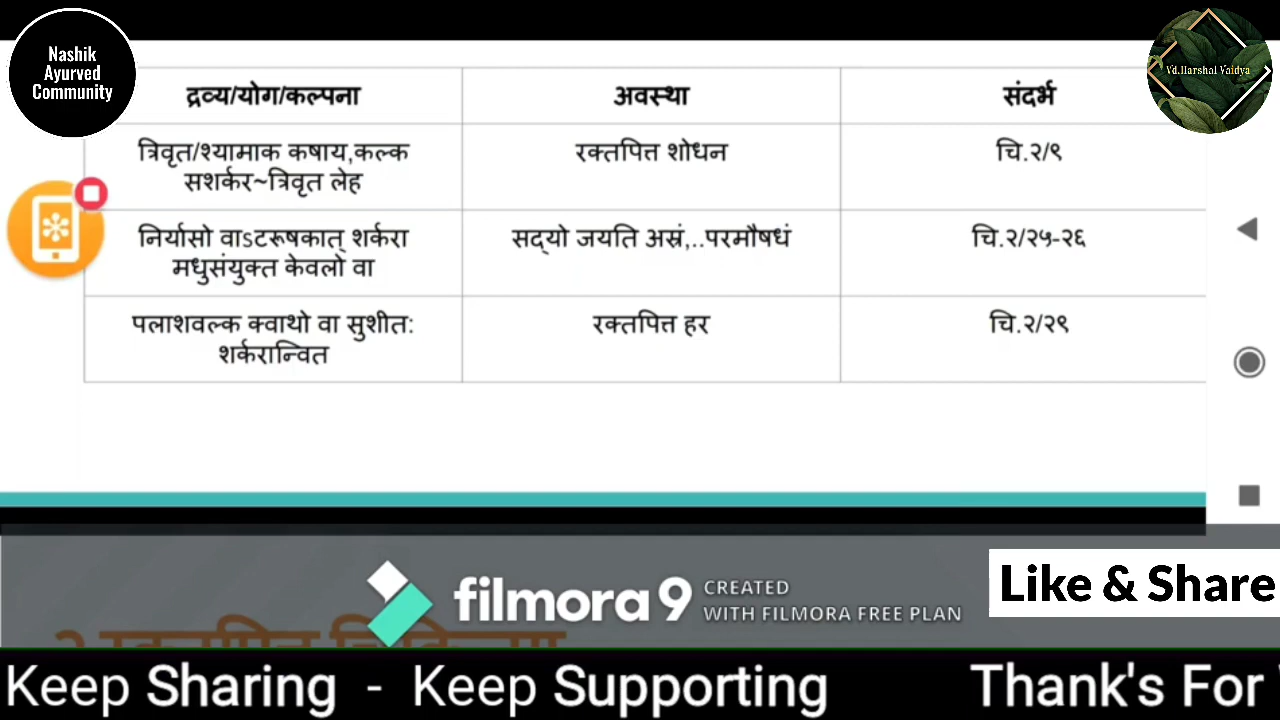 Nashik
Ayurved
Community
Vd.Harshal Vaidya
द्रव्य/योग/कल्पना
अवस्था
संदर्भ
त्रिवृत/श्यामाक कषाय,कल्क
सशर्कर~त्रिवृत लेह
रक्तपित्त शोधन
चि.२/९
निर्यासो वाऽटरूषकात् शर्करा
मधुसंयुक्त केवलो वा
सद्यो जयति अस्रं,..परमौषधं
चि.२/२५-२६
पलाशवल्क क्वाथो वा सुशीत:
शर्करान्वित
रक्तपित्त हर
चि.२/२९
filmora 9
CREATED
WITH FILMORA FREE PLAN
Like & Share
Keep Sharing - Keep Supporting Thank's For